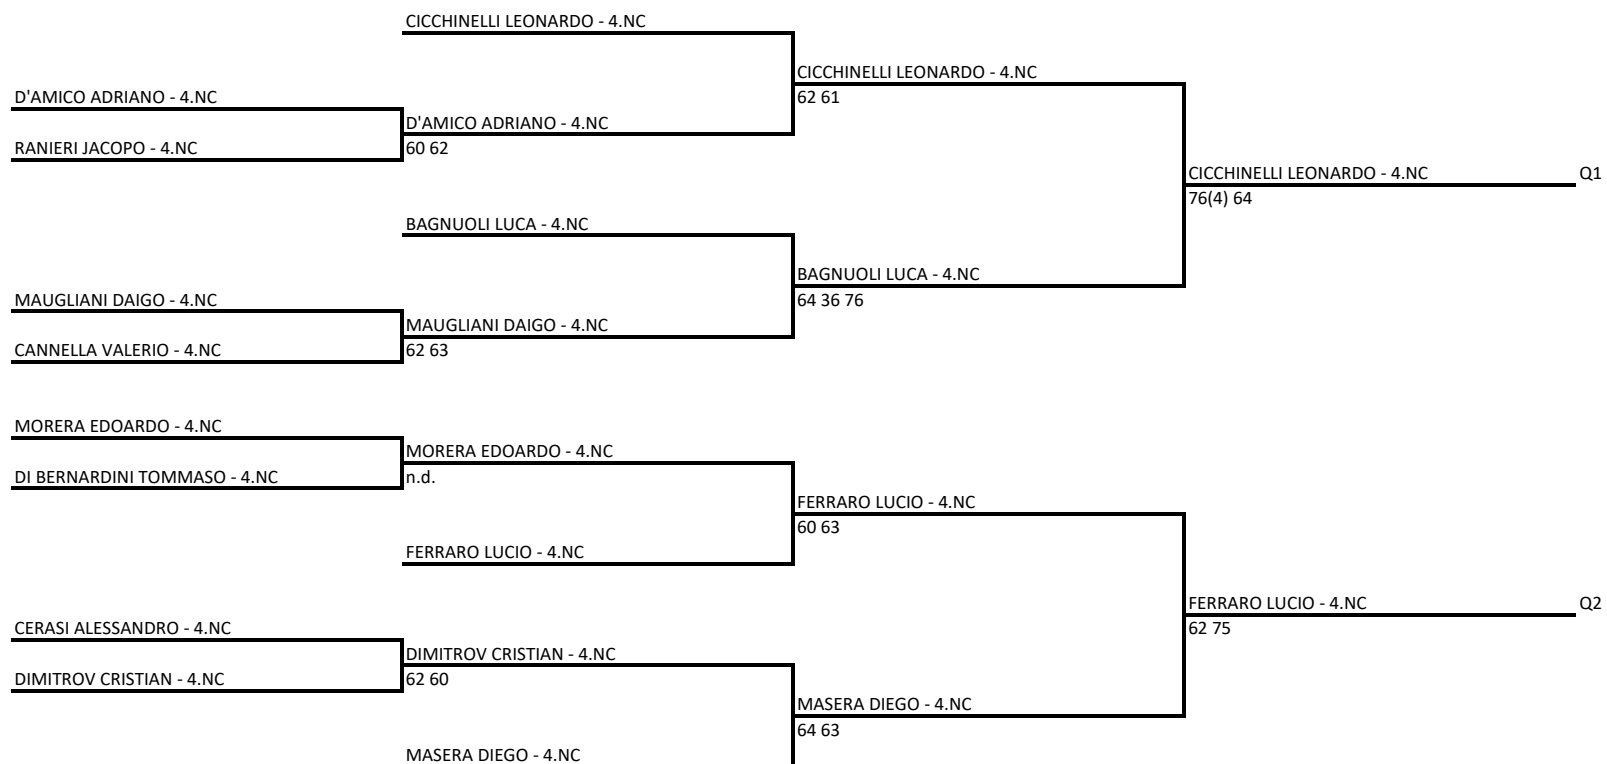 CICCHINELLI LEONARDO - 4.NC
CICCHINELLI LEONARDO - 4.NC
D'AMICO ADRIANO - 4.NC
62 61
D'AMICO ADRIANO - 4.NC
RANIERI JACOPO - 4.NC
60 62
CICCHINELLI LEONARDO - 4.NC
Q1
76(4) 64
BAGNUOLI LUCA - 4.NC
BAGNUOLI LUCA - 4.NC
MAUGLIANI DAIGO - 4.NC
64 36 76
MAUGLIANI DAIGO - 4.NC
CANNELLA VALERIO - 4.NC
62 63
MORERA EDOARDO - 4.NC
MORERA EDOARDO - 4.NC
DI BERNARDINI TOMMASO - 4.NC
n.d.
FERRARO LUCIO - 4.NC
60 63
FERRARO LUCIO - 4.NC
FERRARO LUCIO - 4.NC
Q2
CERASI ALESSANDRO - 4.NC
62 75
DIMITROV CRISTIAN - 4.NC
DIMITROV CRISTIAN - 4.NC
62 60
MASERA DIEGO - 4.NC
64 63
MASERA DIEGO - 4.NC